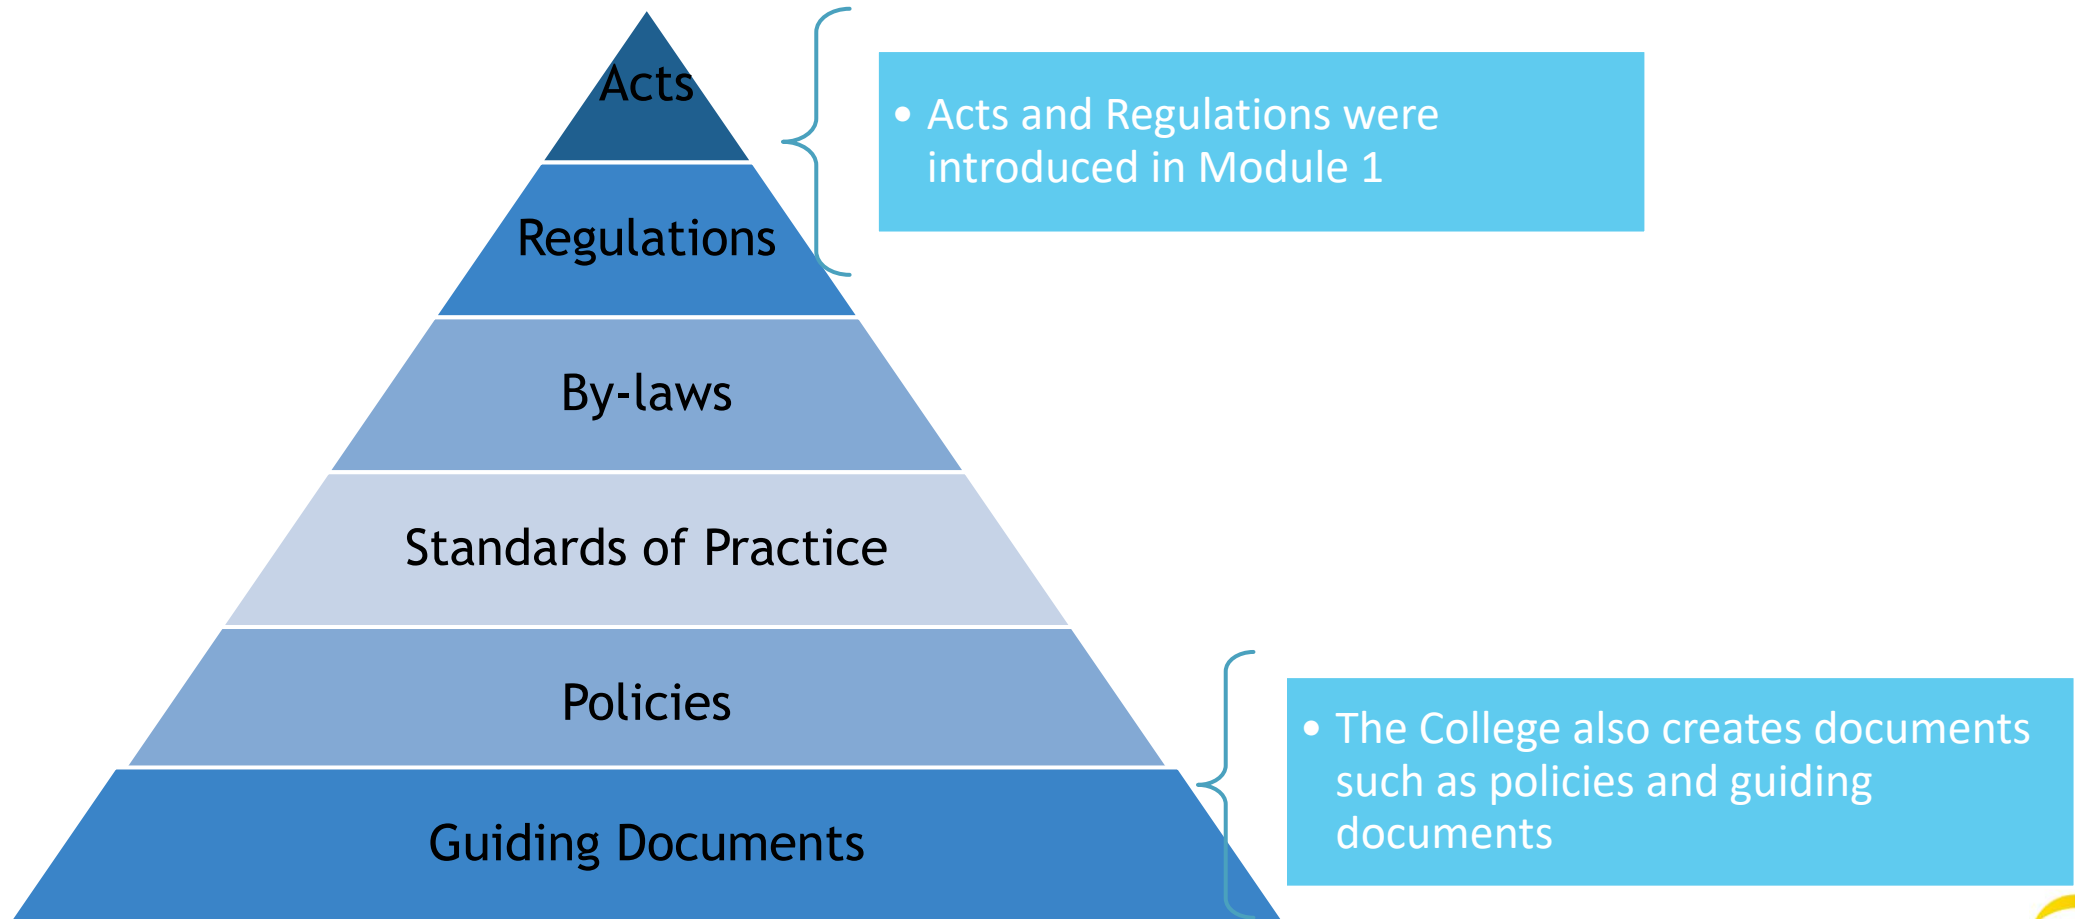 Acts
• Acts and Regulations were
introduced in Module 1
Regulations
By-laws
Standards of Practice
Policies
• The College also creates documents
such as policies and guiding
documents
Guiding Documents